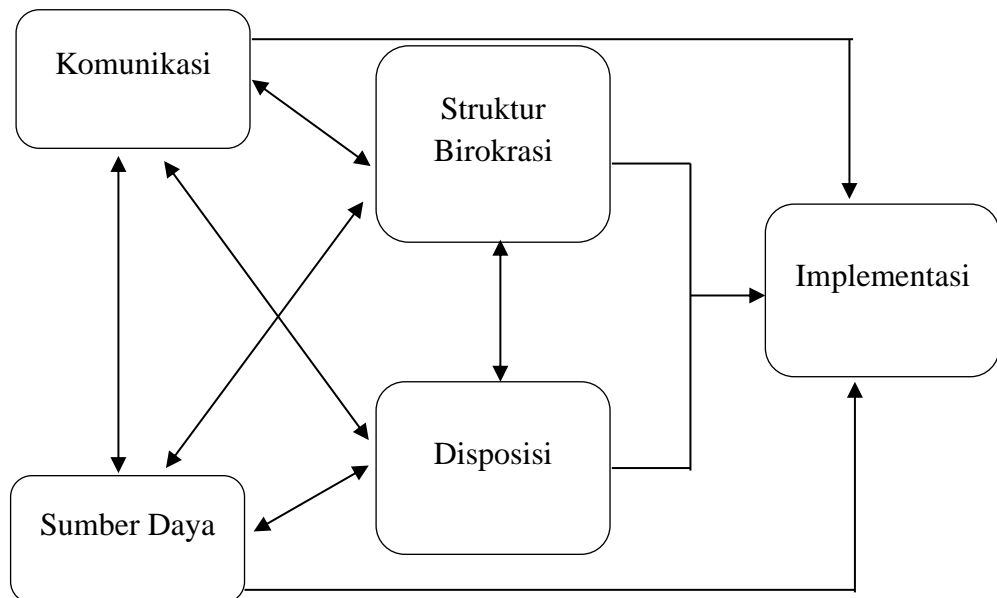 Komunikasi
Struktur
Birokrasi
Implementasi
Disposisi
Sumber Daya